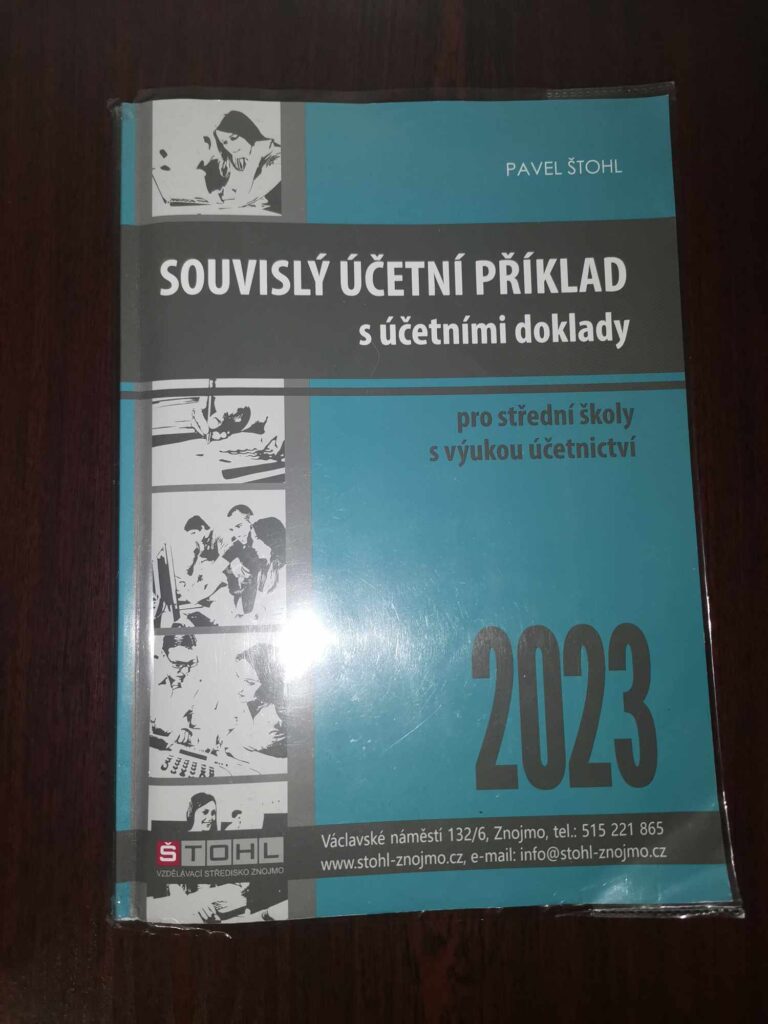 PAVEL ŠTOHL
SOUVISLÝ ÚČETNÍ PŘÍKLAD
s účetními doklady
pro střední školy
s výukou účetnictví
2023
Václavské náměstí 132/6, Znojmo, tel.: 515 221 865
www.stohl-znojmo.cz, e-mail: info@stohl-znojmo.cz
ŠTOHL
VZDĚLÁVACÍ STŘEDISKO ZNOJMO